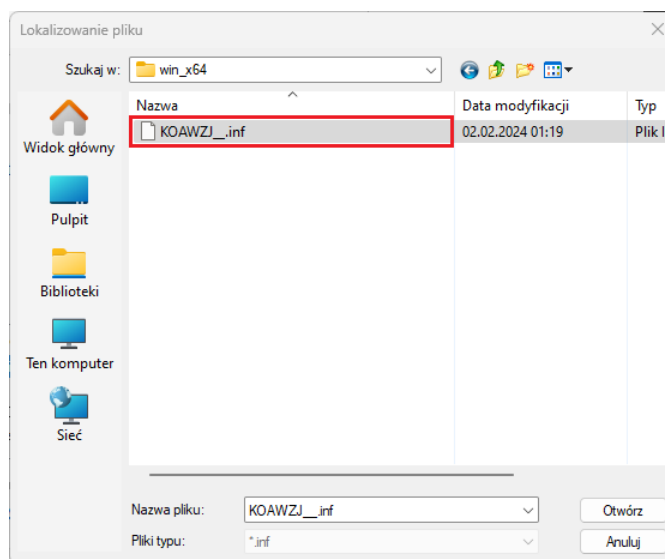 Lokalizowanie pliku
Szukaj w: win_x64
Nazwa Data modyfikacji Typ
KOAWZJ__.inf 02.02.2024 01:19 Plik I
Widok główny
Pulpit
Biblioteki
Ten komputer
Sieć
Nazwa pliku: KOAWZJ__.inf Otwórz
Pliki typu: *.inf Anuluj